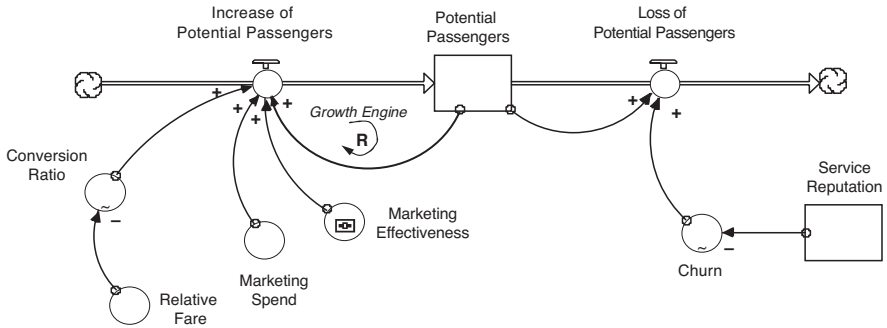 Increase of
Potential Passengers
Potential
Passengers
Loss of
Potential Passengers
+
+
+
+
Growth Engine
R
+
+
Conversion
Ratio
~
−
Marketing
Effectiveness
Marketing
Spend
Relative
Fare
Service
Reputation
~
−
Churn